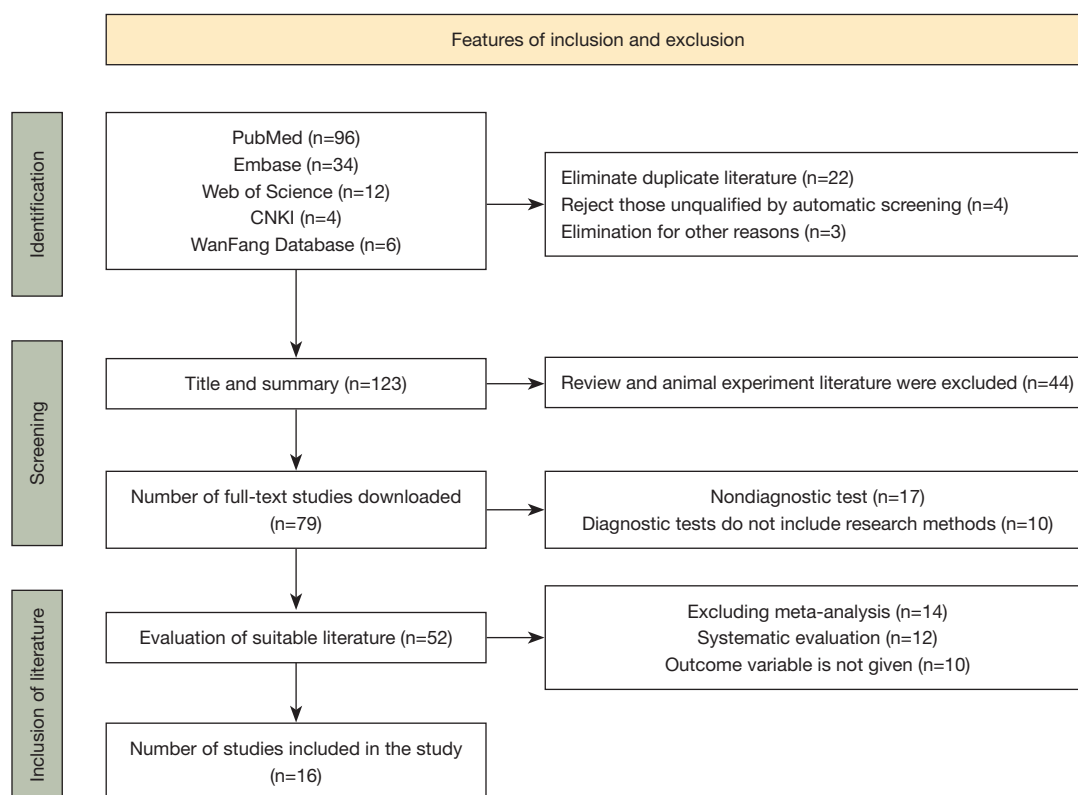 Features of inclusion and exclusion
Identification
PubMed (n=96)
Embase (n=34)
Web of Science (n=12)
CNKI (n=4)
WanFang Database (n=6)
Eliminate duplicate literature (n=22)
Reject those unqualified by automatic screening (n=4)
Elimination for other reasons (n=3)
Screening
Title and summary (n=123)
Review and animal experiment literature were excluded (n=44)
Number of full-text studies downloaded
(n=79)
Nondiagnostic test (n=17)
Diagnostic tests do not include research methods (n=10)
Inclusion of literature
Evaluation of suitable literature (n=52)
Excluding meta-analysis (n=14)
Systematic evaluation (n=12)
Outcome variable is not given (n=10)
Number of studies included in the study
(n=16)